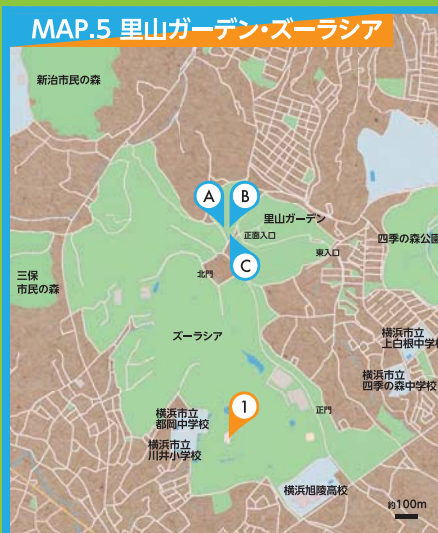 MAP.5 里山ガーデン・ズーラシア
新治市民の森
A
B
里山ガーデン
正面入口
C
東入口
四季の森公園
北門
三保
市民の森
ズーラシア
横浜市立
上白根中学校
横浜市立
四季の森中学校
1
正門
横浜市立
都岡中学校
横浜市立
川井小学校
横浜旭陵高校
約100m